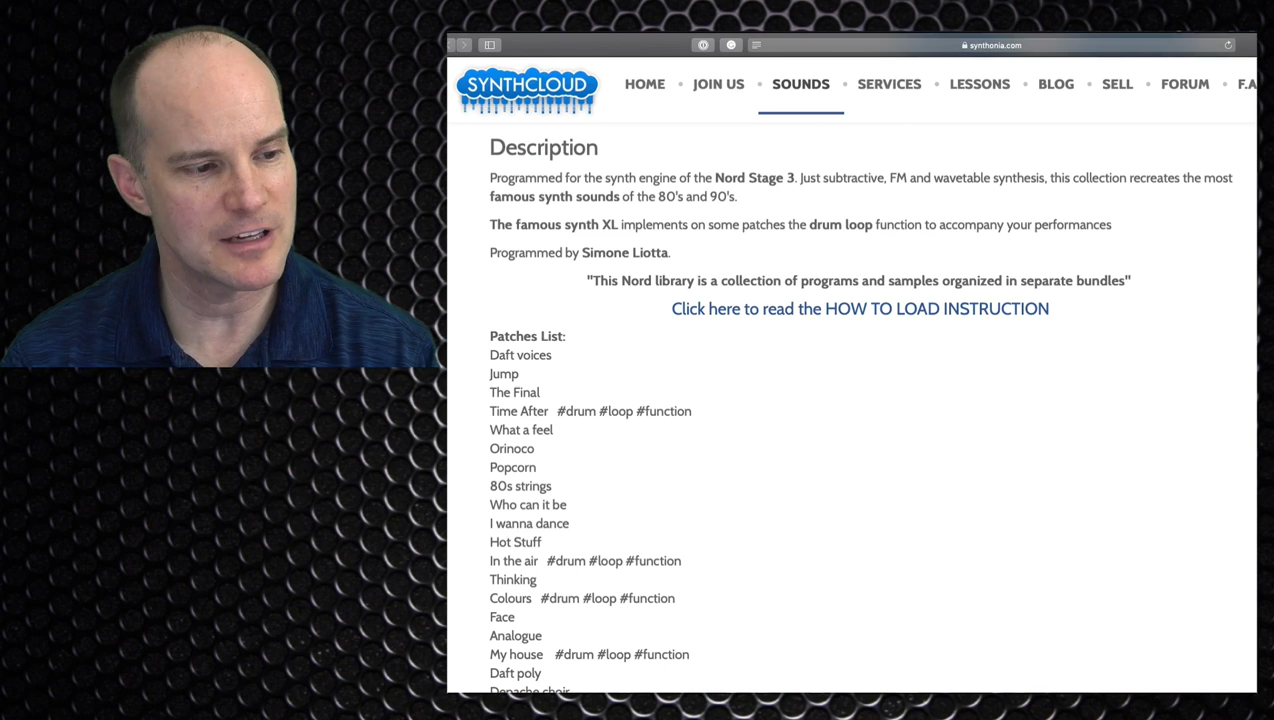 synthonia.com
SYNTHCLOUD
HOME • JOIN US • SOUNDS • SERVICES • LESSONS • BLOG • SELL • FORUM • F.A
Description
Programmed for the synth engine of the Nord Stage 3. Just subtractive, FM and wavetable synthesis, this collection recreates the most
famous synth sounds of the 80's and 90's.
The famous synth XL implements on some patches the drum loop function to accompany your performances
Programmed by Simone Liotta.
"This Nord library is a collection of programs and samples organized in separate bundles"
Click here to read the HOW TO LOAD INSTRUCTION
Patches List:
Daft voices
Jump
The Final
Time After #drum #loop #function
What a feel
Orinoco
Popcorn
80s strings
Who can it be
I wanna dance
Hot Stuff
In the air #drum #loop #function
Thinking
Colours #drum #loop #function
Face
Analogue
My house #drum #loop #function
Daft poly
Depache choir